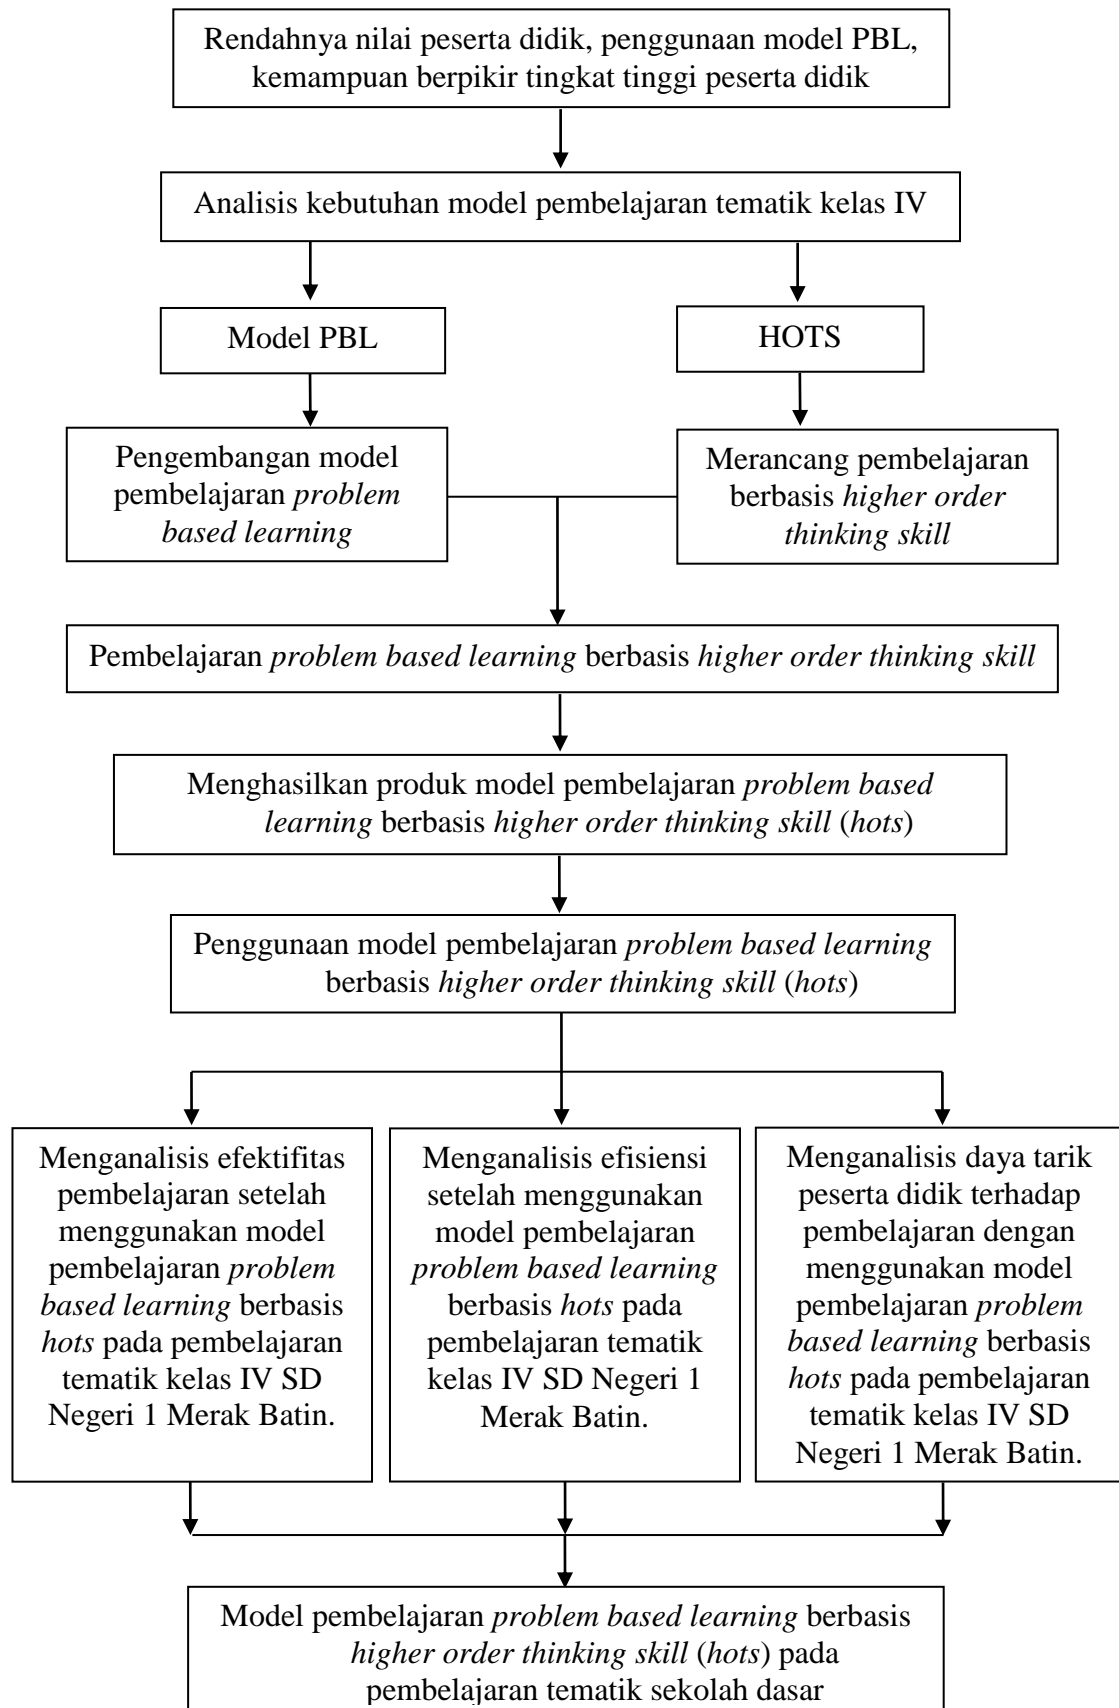 Rendahnya nilai peserta didik, penggunaan model PBL,
kemampuan berpikir tingkat tinggi peserta didik
Analisis kebutuhan model pembelajaran tematik kelas IV
Model PBL
HOTS
Pengembangan model
pembelajaran problem
based learning
Merancang pembelajaran
berbasis higher order
thinking skill
Pembelajaran problem based learning berbasis higher order thinking skill
Menghasilkan produk model pembelajaran problem based
learning berbasis higher order thinking skill (hots)
Penggunaan model pembelajaran problem based learning
berbasis higher order thinking skill (hots)
Menganalisis efektifitas
pembelajaran setelah
menggunakan model
pembelajaran problem
based learning berbasis
hots pada pembelajaran
tematik kelas IV SD
Negeri 1 Merak Batin.
Menganalisis efisiensi
setelah menggunakan
model pembelajaran
problem based learning
berbasis hots pada
pembelajaran tematik
kelas IV SD Negeri 1
Merak Batin.
Menganalisis daya tarik
peserta didik terhadap
pembelajaran dengan
menggunakan model
pembelajaran problem
based learning berbasis
hots pada pembelajaran
tematik kelas IV SD
Negeri 1 Merak Batin.
Model pembelajaran problem based learning berbasis
higher order thinking skill (hots) pada
pembelajaran tematik sekolah dasar